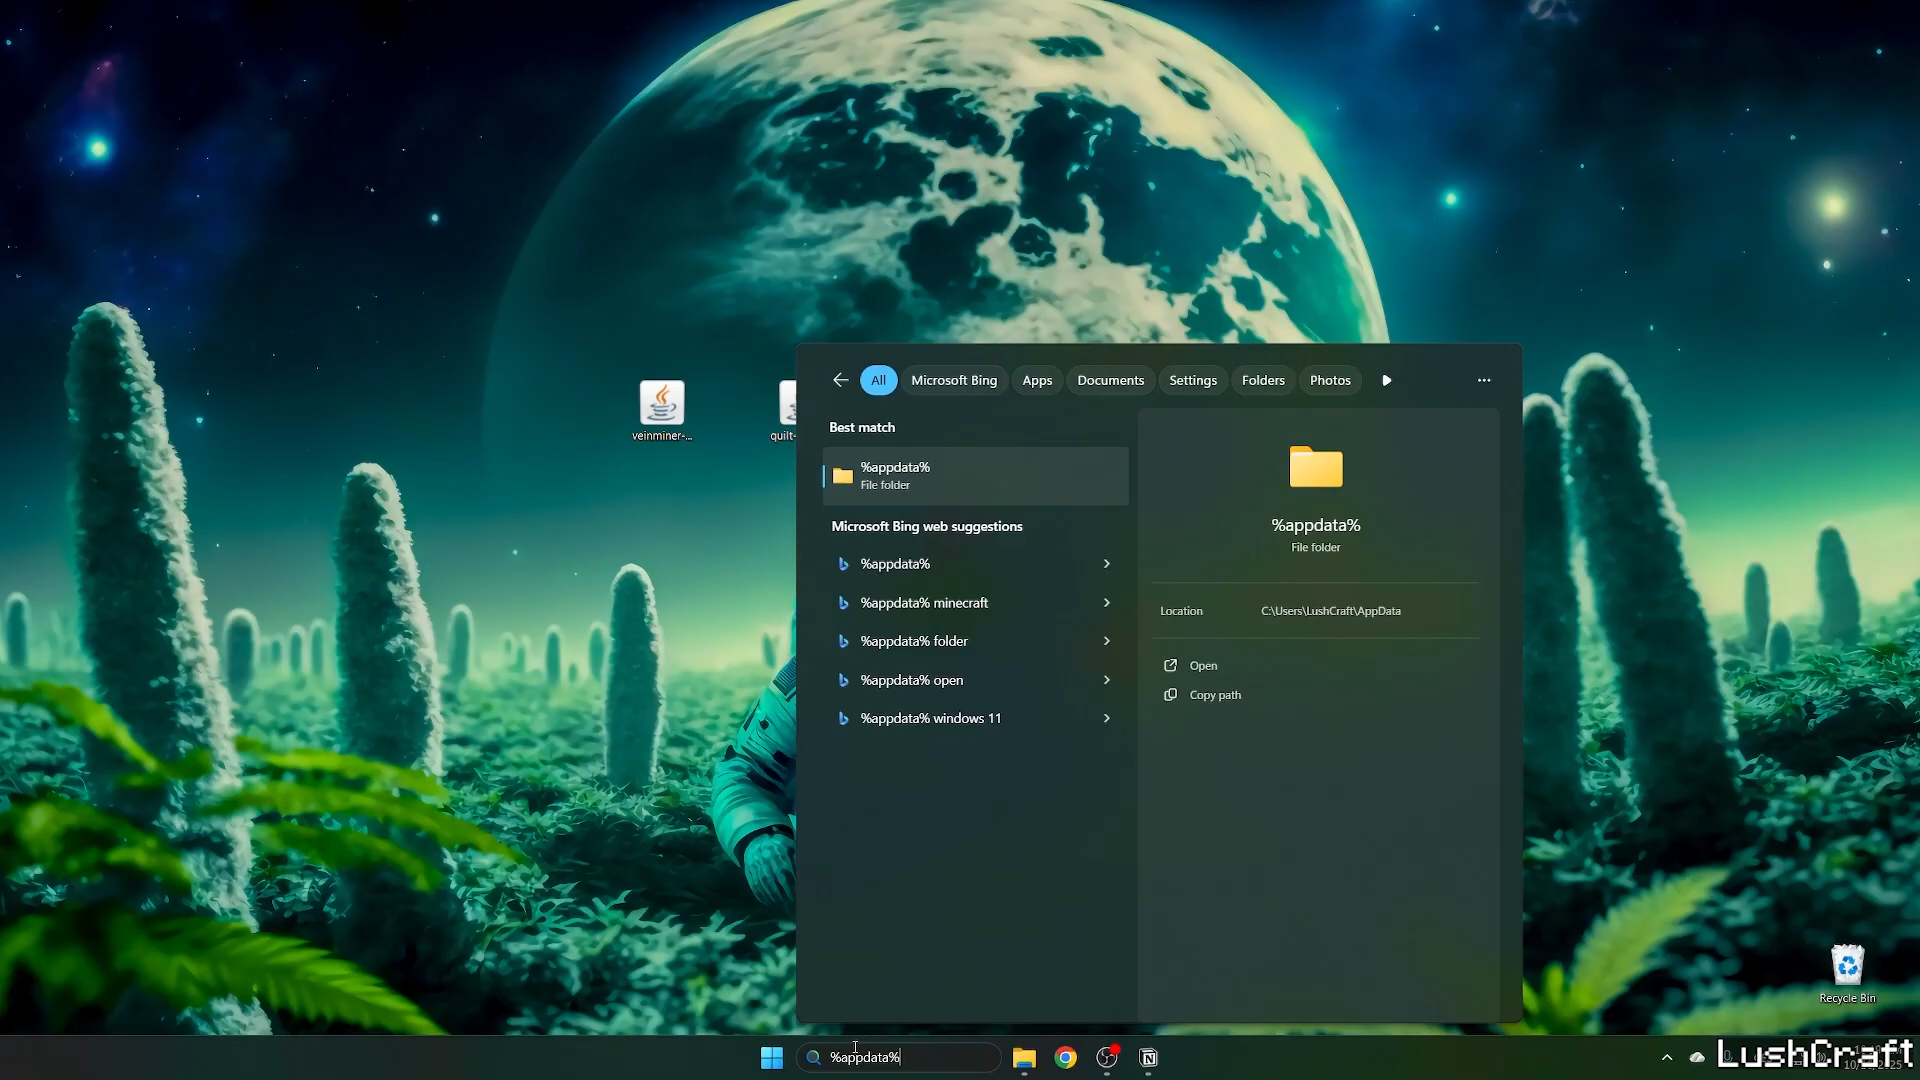 veinminer-...
quilt-
All
Microsoft Bing
Apps
Documents
Settings
Folders
Photos
Best match
%appdata%
File folder
Microsoft Bing web suggestions
%appdata%
%appdata% minecraft
%appdata% folder
%appdata% open
%appdata% windows 11
%appdata%
File folder
Location
C:\Users\LushCraft\AppData
Open
Copy path
Recycle Bin
%appdata%
LushCraft